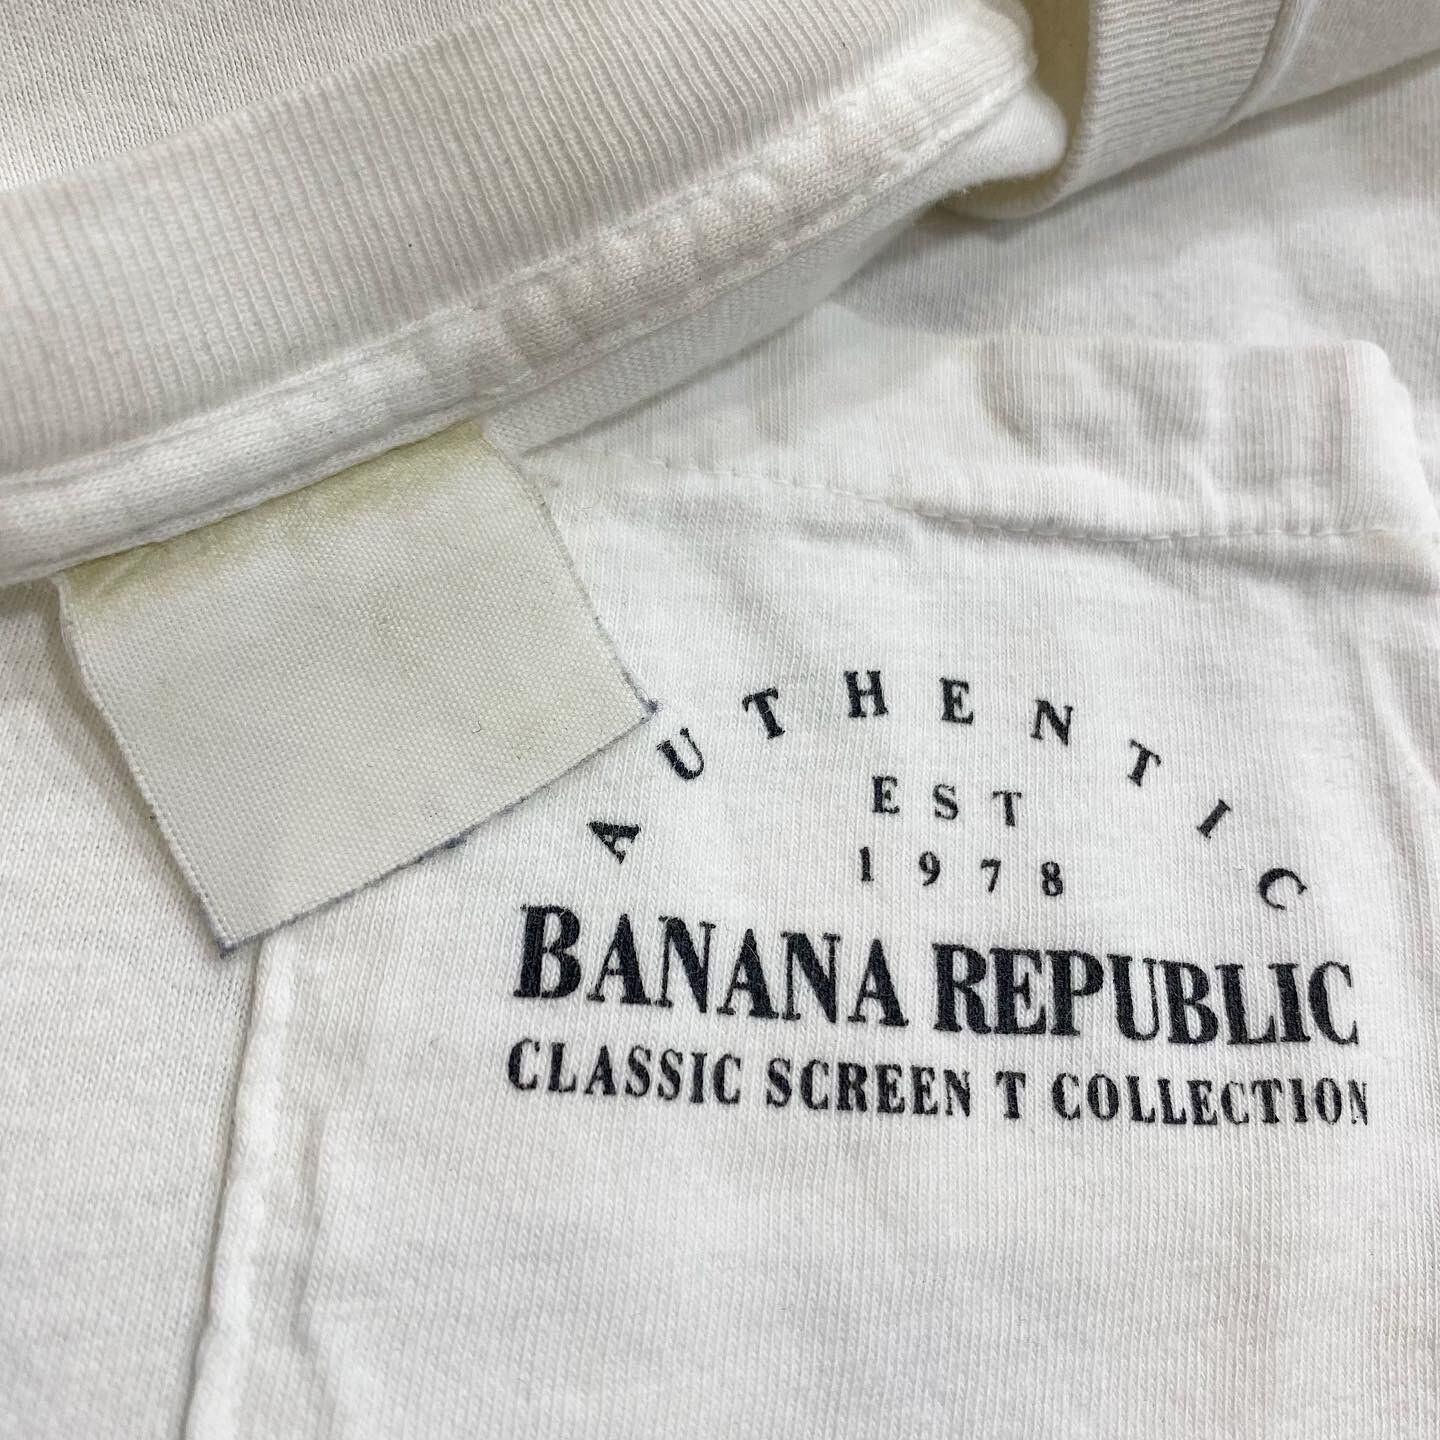 AUTHENTIC
EST
1978
BANANA REPUBLIC
CLASSIC SCREEN T COLLECTION